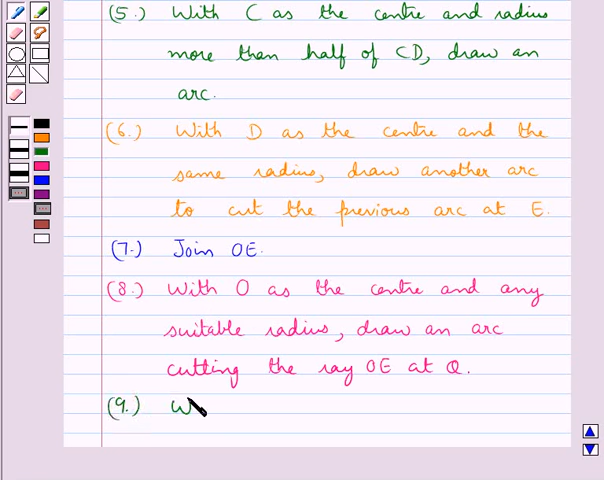 (5.) With C as the centre and radius
more than half of CD, draw an
arc.
(6.) With D as the centre and the
same radius, draw another arc
to cut the previous arc at E.
(7.) Join OE.
(8.) With O as the centre and any
suitable radius, draw an arc
cutting the ray OE at Q.
(9.) W